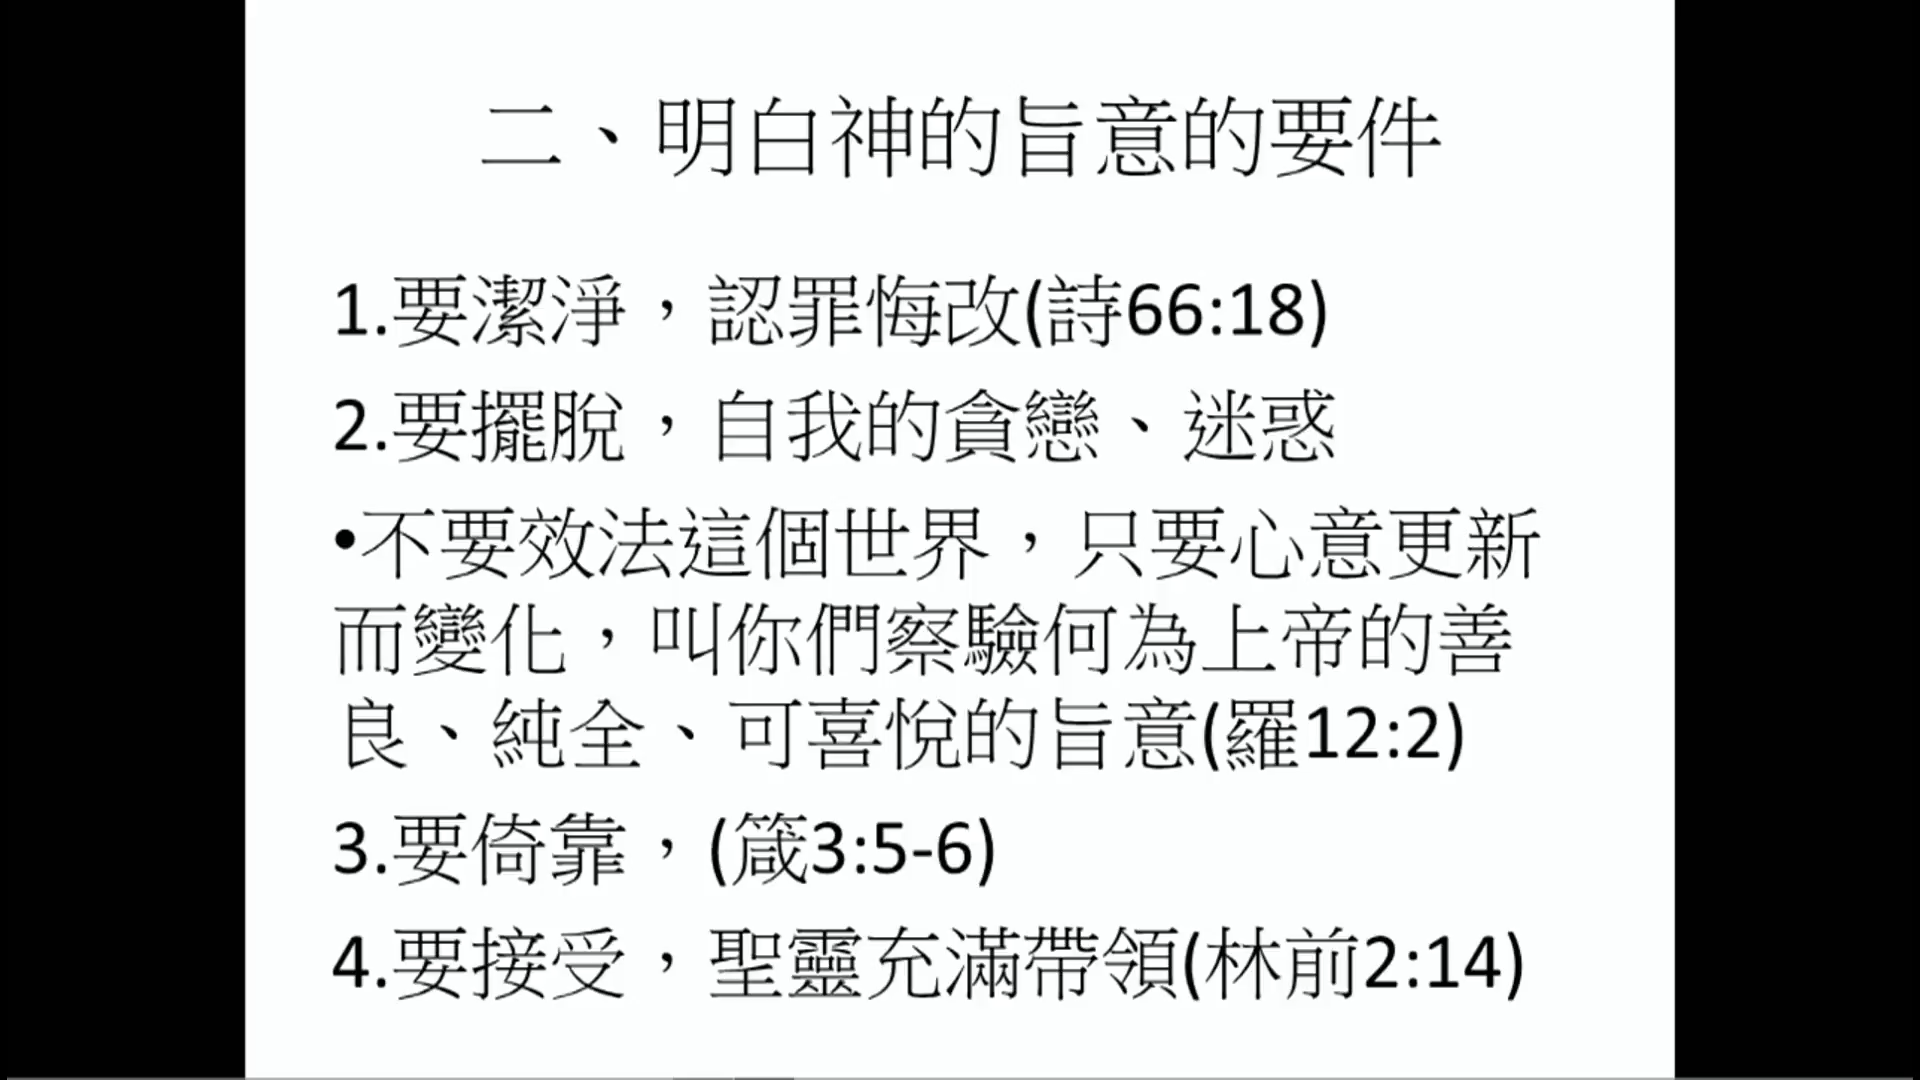 二、明白神的旨意的要件
1.要潔淨，認罪悔改(詩66:18)
2.要擺脫，自我的貪戀、迷惑
•不要效法這個世界，只要心意更新
而變化，叫你們察驗何為上帝的善
良、純全、可喜悅的旨意(羅12:2)
3.要倚靠，(箴3:5-6)
4.要接受，聖靈充滿帶領(林前2:14)